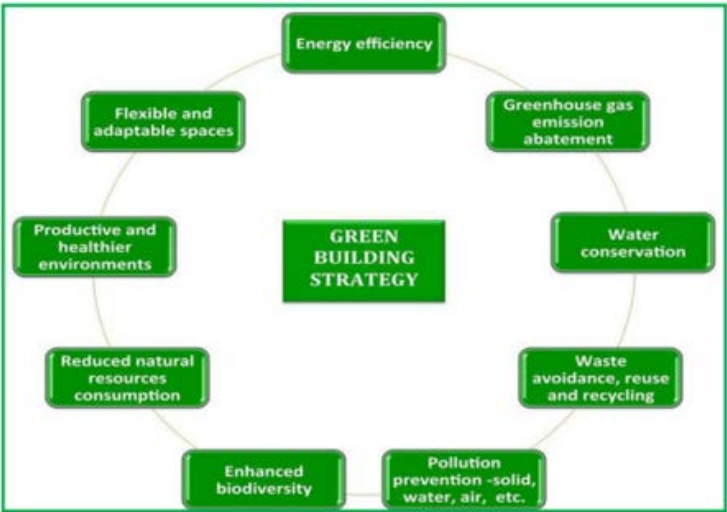 Energy efficiency
Greenhouse gas
emission
abatement
Water
conservation
Waste
avoidance, reuse
and recycling
Pollution
prevention -solid,
water, air, etc.
Enhanced
biodiversity
Reduced natural
resources
consumption
Productive and
healthier
environments
Flexible and
adaptable spaces
GREEN
BUILDING
STRATEGY